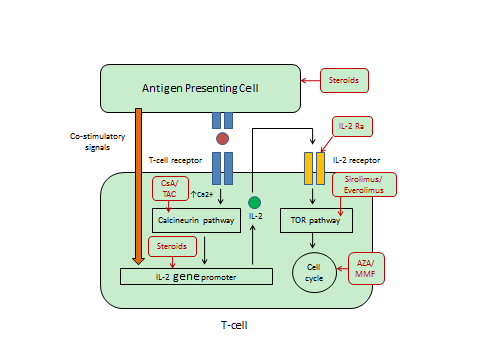 Steroids
Antigen Presenting Cell
IL-2 Ra
Co-stimulatory
signals
T-cell receptor
IL-2 receptor
CsA/
TAC
↑Ca2+
Sirolimus/
Everolimus
Calcineurin pathway
IL-2
TOR pathway
Steroids
IL-2 gene promoter
Cell
cycle
AZA/
MMF
T-cell